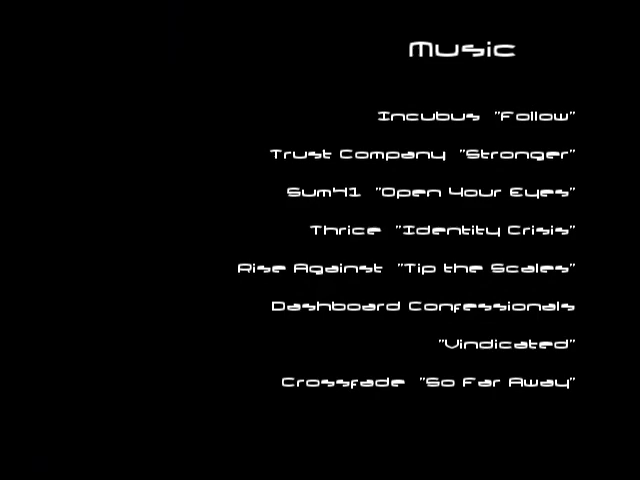 Music
Incubus "Follow"
Trust Company "Stronger"
Sum41 "Open Your Eyes"
Thrice "Identity Crisis"
Rise Against "Tip the Scales"
Dashboard Confessionals
"Vindicated"
Crossfade "So Far Away"